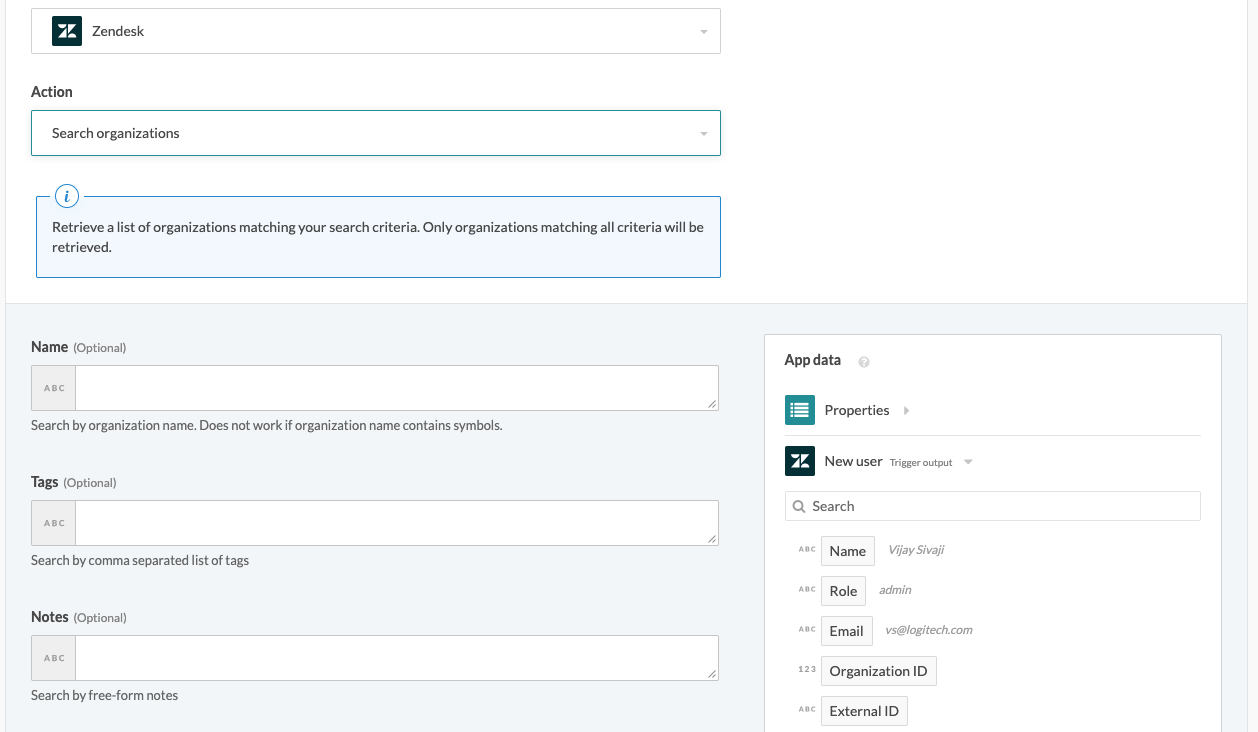 Zendesk
Action
Search organizations
i
Retrieve a list of organizations matching your search criteria. Only organizations matching all criteria will be
retrieved.
Name (Optional)
ABC
Search by organization name. Does not work if organization name contains symbols.
Tags (Optional)
ABC
Search by comma separated list of tags
Notes (Optional)
ABC
Search by free-form notes
App data ?
Properties
New user Trigger output
Search
ABC Name Vijay Sivaji
ABC Role admin
ABC Email vs@logitech.com
123 Organization ID
ABC External ID